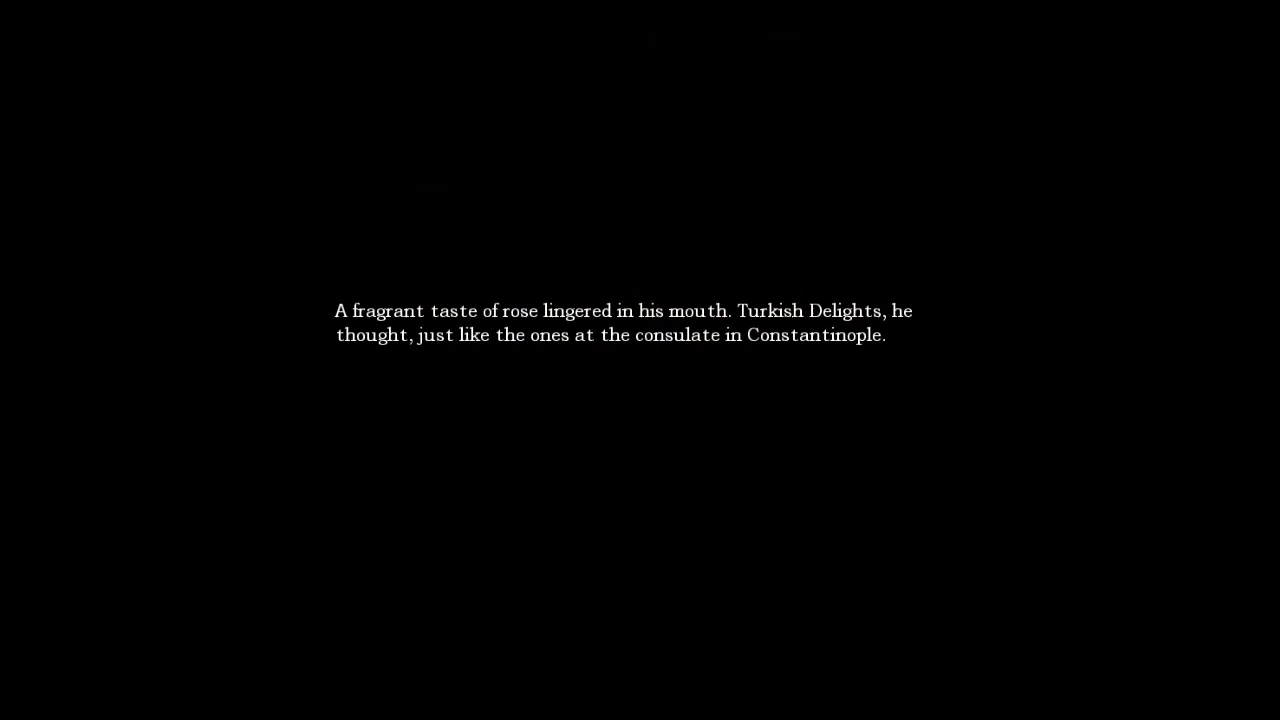 A fragrant taste of rose lingered in his mouth. Turkish Delights, he
thought, just like the ones at the consulate in Constantinople.